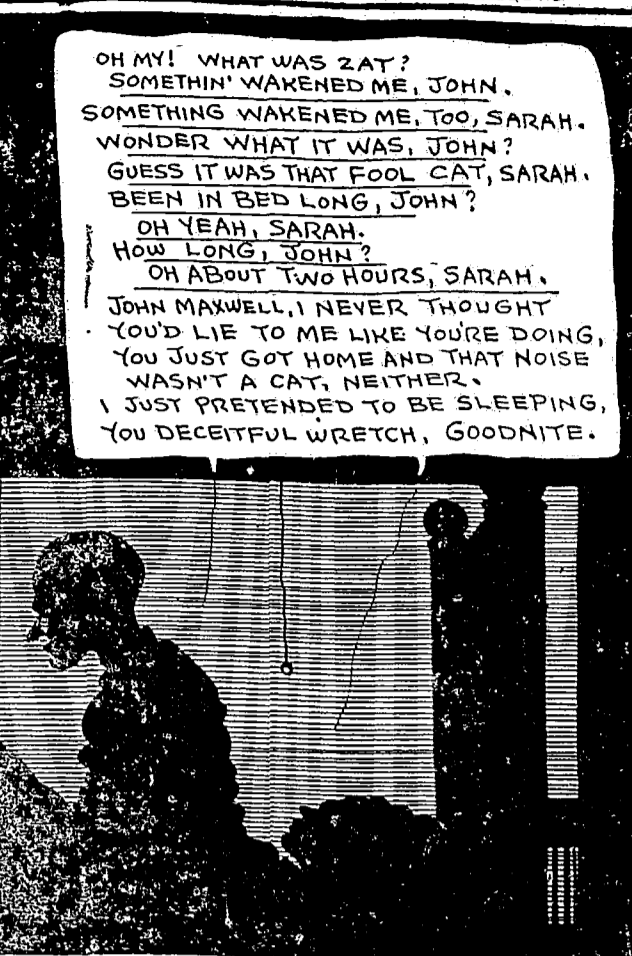 OH MY! WHAT WAS ZAT?
SOMETHIN' WAKENED ME, JOHN.
SOMETHING WAKENED ME, TOO, SARAH.
WONDER WHAT IT WAS, JOHN?
GUESS IT WAS THAT FOOL CAT, SARAH.
BEEN IN BED LONG, JOHN?
OH YEAH, SARAH.
HOW LONG, JOHN?
OH ABOUT TWO HOURS, SARAH.
JOHN MAXWELL, I NEVER THOUGHT
YOU'D LIE TO ME LIKE YOU'RE DOING,
YOU JUST GOT HOME AND THAT NOISE
WASN'T A CAT, NEITHER.
I JUST PRETENDED TO BE SLEEPING,
YOU DECEITFUL WRETCH, GOODNITE.